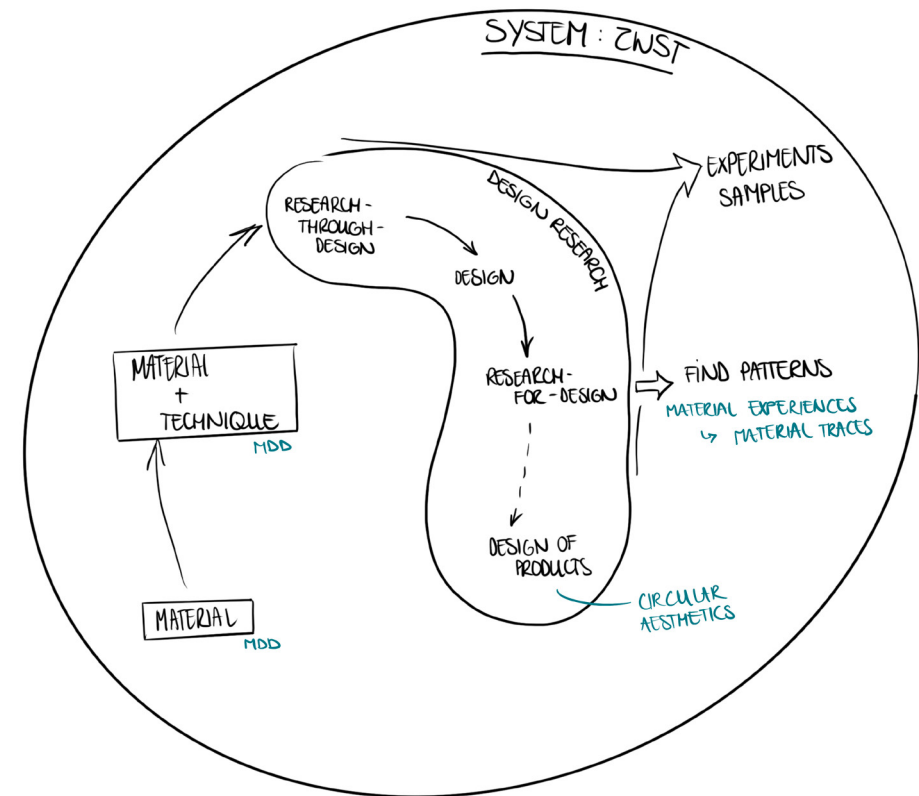 SYSTEM: ZWST
EXPERIMENTS
SAMPLES
DESIGN RESEARCH
RESEARCH-
THROUGH-
DESIGN
DESIGN
RESEARCH-
FOR-DESIGN
DESIGN OF
PRODUCTS
FIND PATTERNS
MATERIAL EXPERIENCES
↳ MATERIAL TRACES
MATERIAL
+
TECHNIQUE
MDD
MATERIAL
MDD
CIRCULAR
AESTHETICS